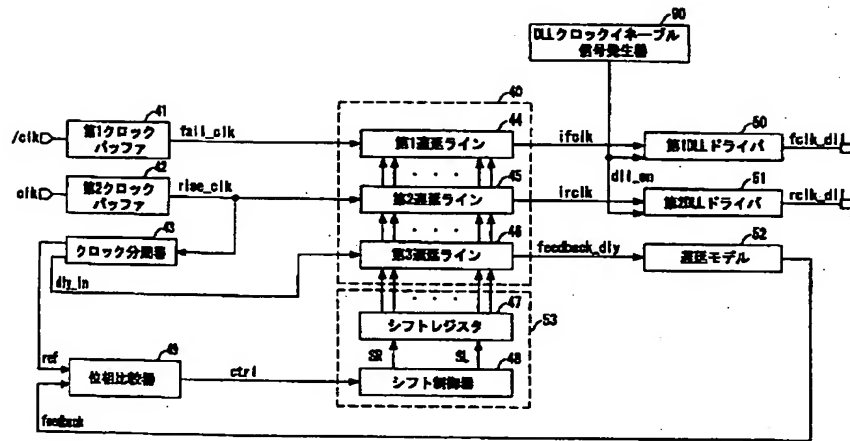 90
DLLクロックイネーブル
信号発生器
40
41
44
50
/clk
第1クロック
バッファ
fall_clk
第1遅延ライン
ifclk
第1DLLドライバ
fclk_dll
42
45
dll_en
51
clk
第2クロック
バッファ
rise_clk
第2遅延ライン
irclk
第2DLLドライバ
rclk_dll
43
46
52
クロック分周器
第3遅延ライン
feedback_dly
遅延モデル
dly_in
47
53
シフトレジスタ
SR
SL
ref
49
48
位相比較器
ctrl
シフト制御器
feedback